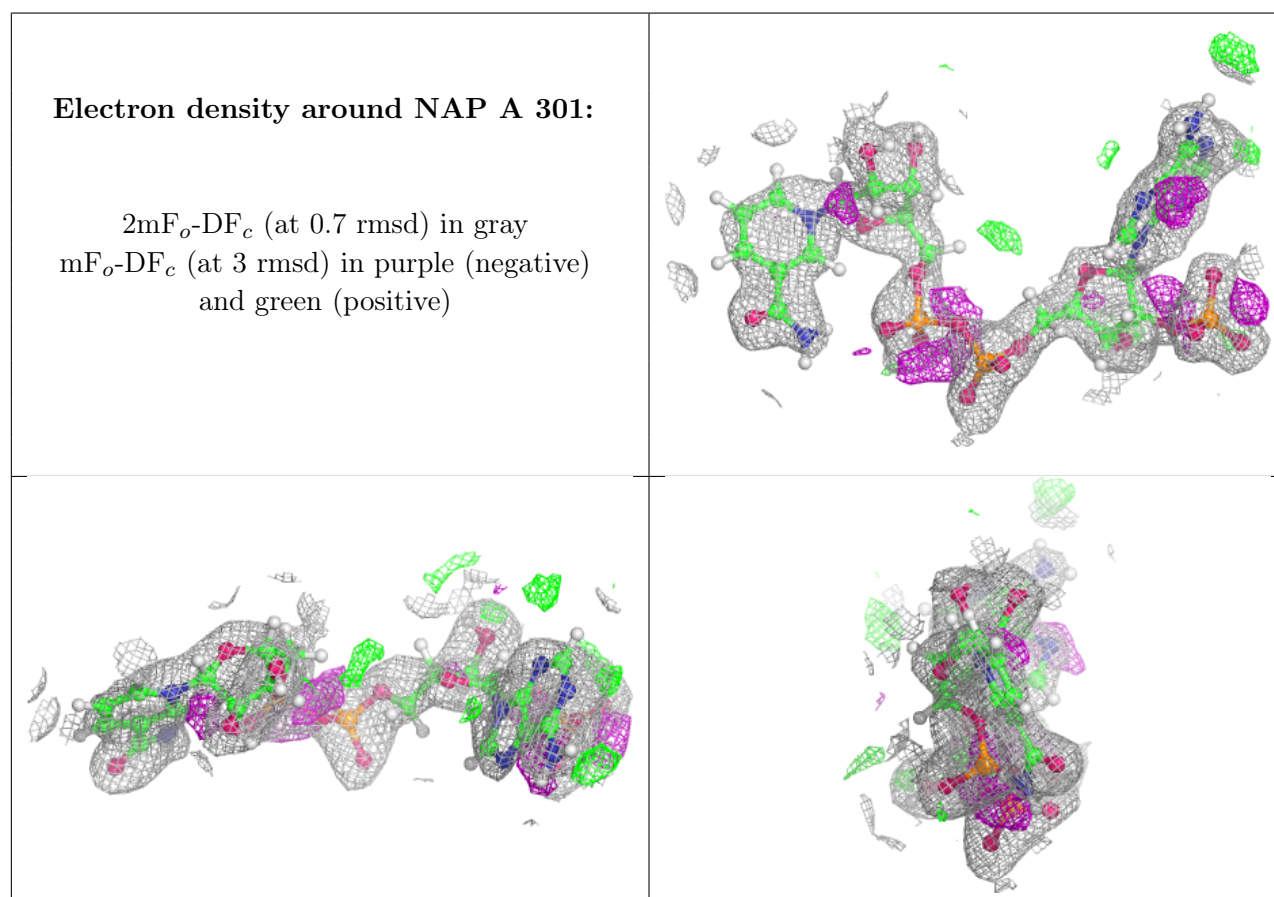 Electron density around NAP A 301:
2mFo-DFc (at 0.7 rmsd) in gray
mFo-DFc (at 3 rmsd) in purple (negative)
and green (positive)